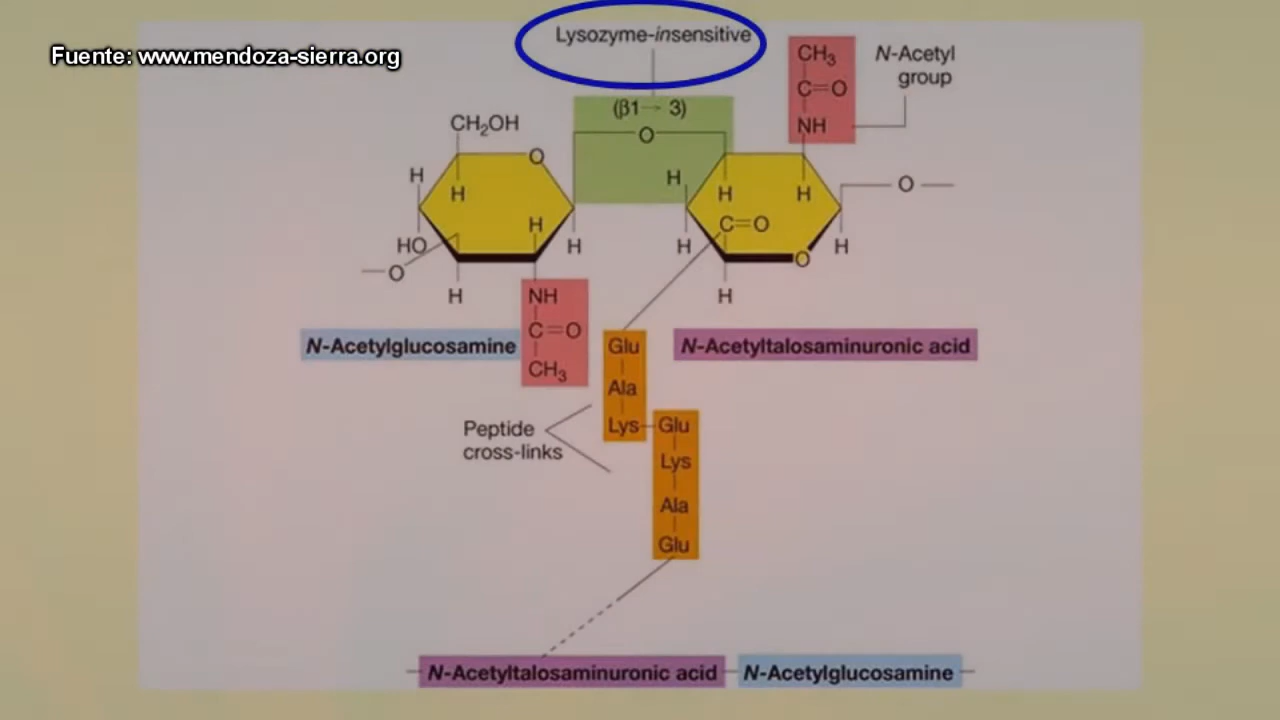 Fuente: www.mendoza-sierra.org
Lysozyme-insensitive
(β1→ 3)
O
CH₃
C=O
NH
N-Acetyl
group
CH₂OH
O
H
H
H
HO
O
H
H
H
NH
C=O
CH₃
H
H
H
H
C=O
O
H
H
O
N-Acetylglucosamine
N-Acetyltalosaminuronic acid
Glu
Ala
Lys
Glu
Lys
Ala
Glu
Peptide
cross-links
N-Acetyltalosaminuronic acid
N-Acetylglucosamine